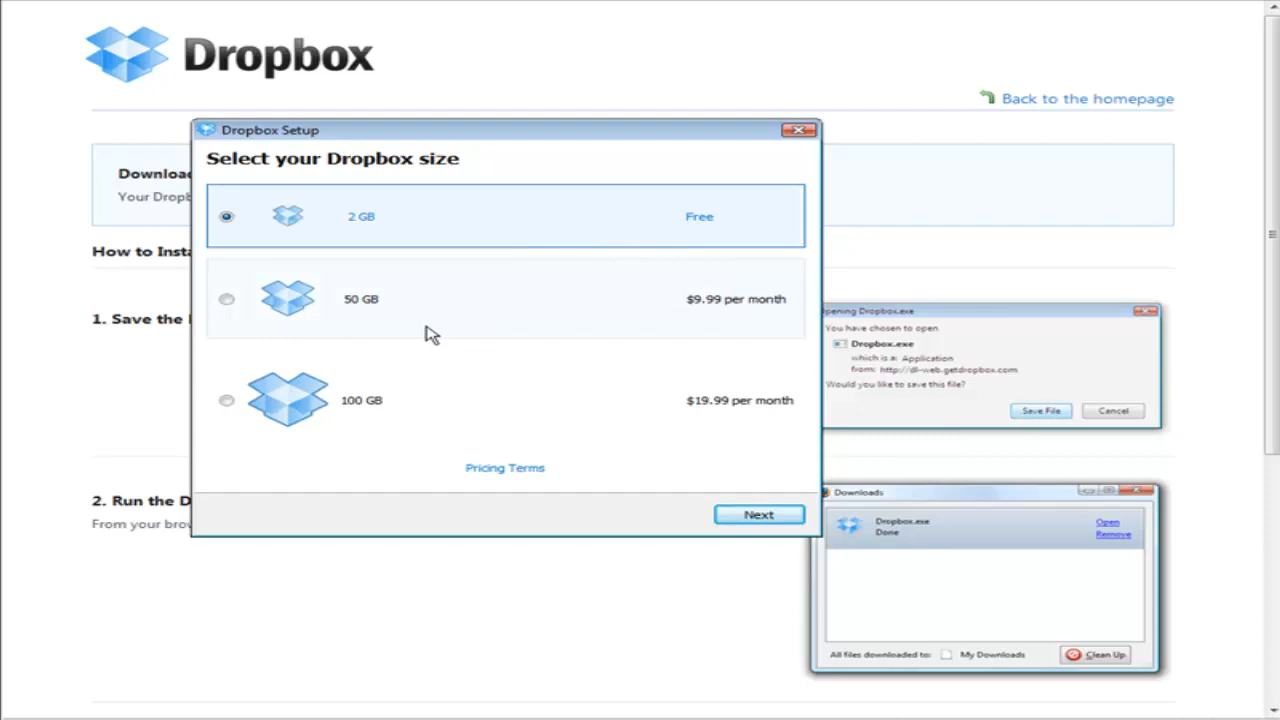 Dropbox
Back to the homepage
Dropbox Setup
Select your Dropbox size
Download
Your Dropb
2 GB Free
How to Insta
50 GB $9.99 per month
1. Save the
Opening Dropbox.exe
You have chosen to open
Dropbox.exe
which is a: Application
from: http://dl-web.getdropbox.com
Would you like to save this file?
100 GB $19.99 per month
Save File Cancel
Pricing Terms
2. Run the D
Downloads
Next
From your brow
Dropbox.exe Open
Done Remove
All files downloaded to: My Downloads Clean Up